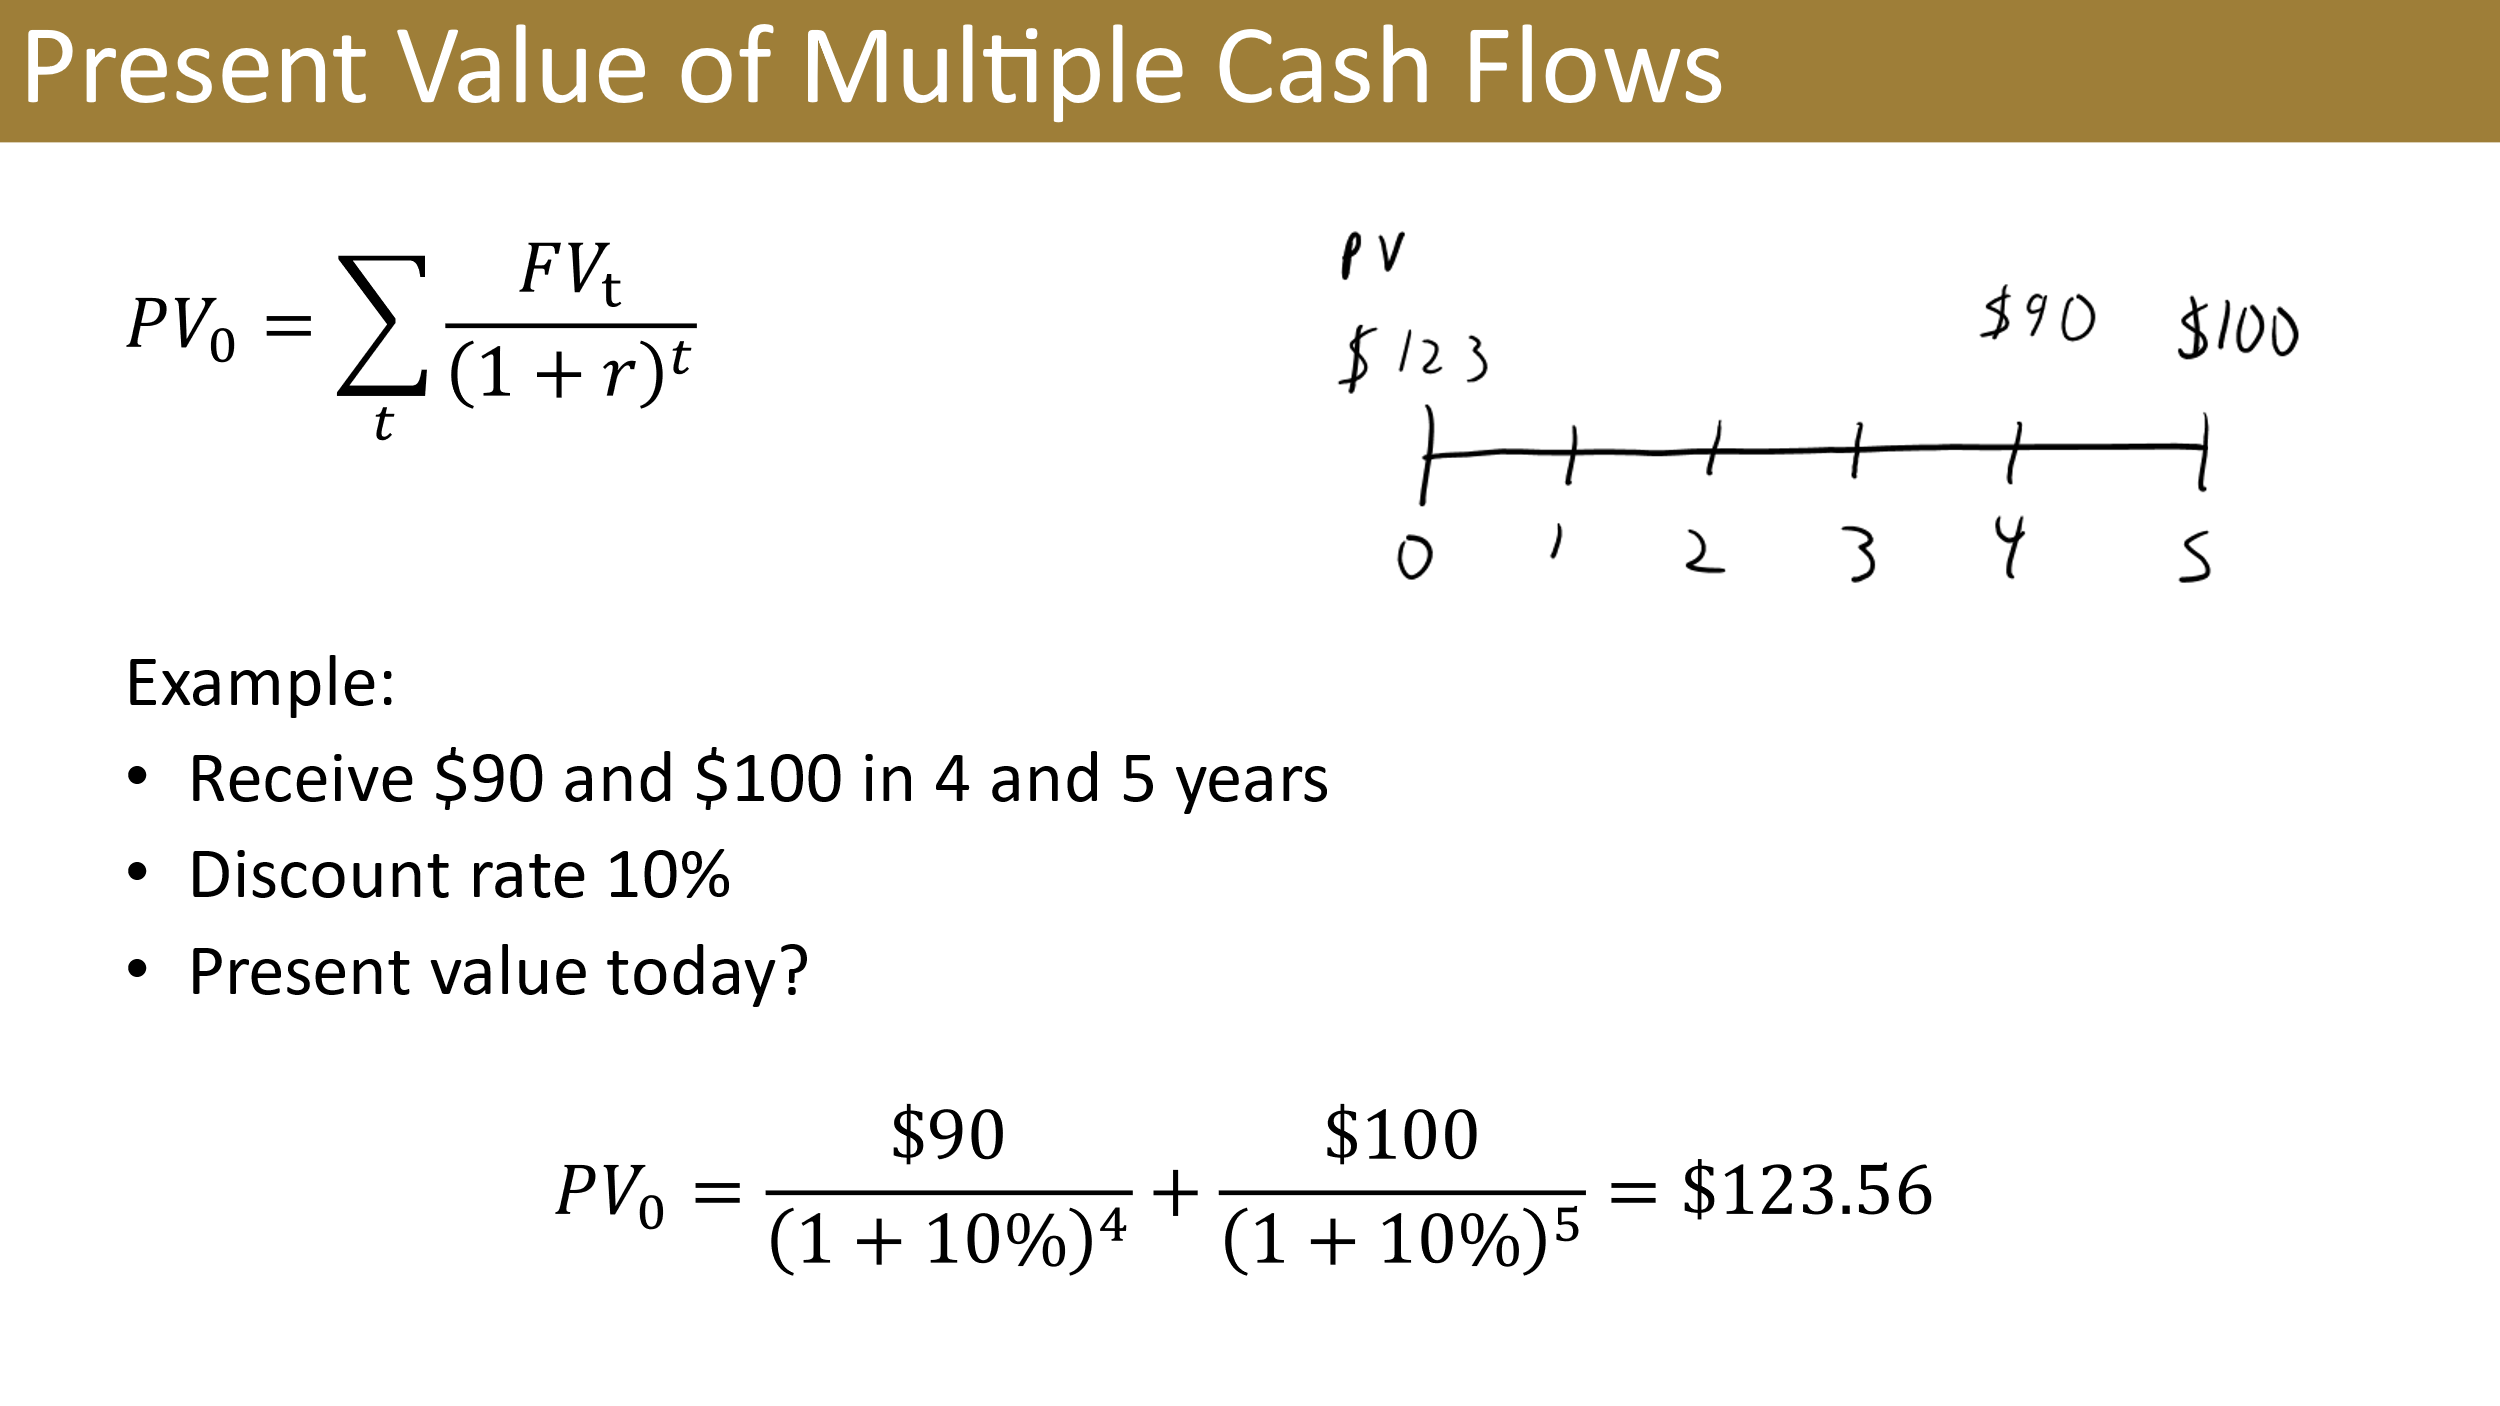 Present Value of Multiple Cash Flows
PV₀ = ∑ₜ FVₜ / (1 + r)ᵗ
PV
$123
$90 $100
0 1 2 3 4 5
Example:
• Receive $90 and $100 in 4 and 5 years
• Discount rate 10%
• Present value today?
PV₀ = $90 / (1 + 10%)⁴ + $100 / (1 + 10%)⁵ = $123.56